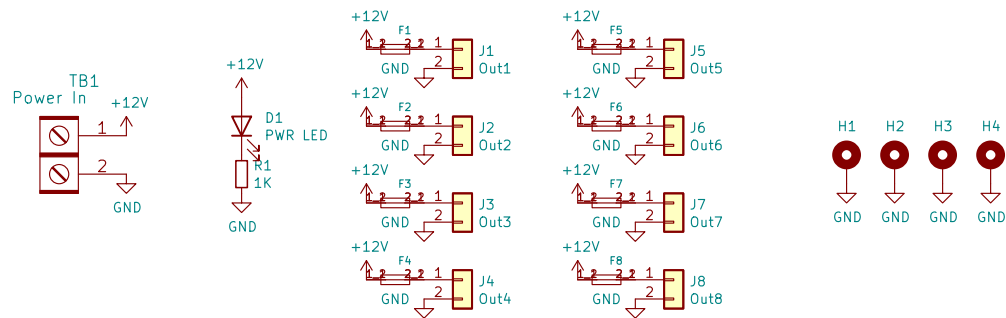 TB1
Power In
+12V
1
2
GND
+12V
D1
PWR LED
R1
1K
GND
+12V
F1
1 2 1
2
J1
Out1
GND
+12V
F2
1
2
J2
Out2
GND
+12V
F3
1
2
J3
Out3
GND
+12V
F4
1
2
J4
Out4
GND
+12V
F5
1
2
J5
Out5
GND
+12V
F6
1
2
J6
Out6
GND
+12V
F7
1
2
J7
Out7
GND
+12V
F8
1
2
J8
Out8
GND
H1 H2 H3 H4
GND GND GND GND